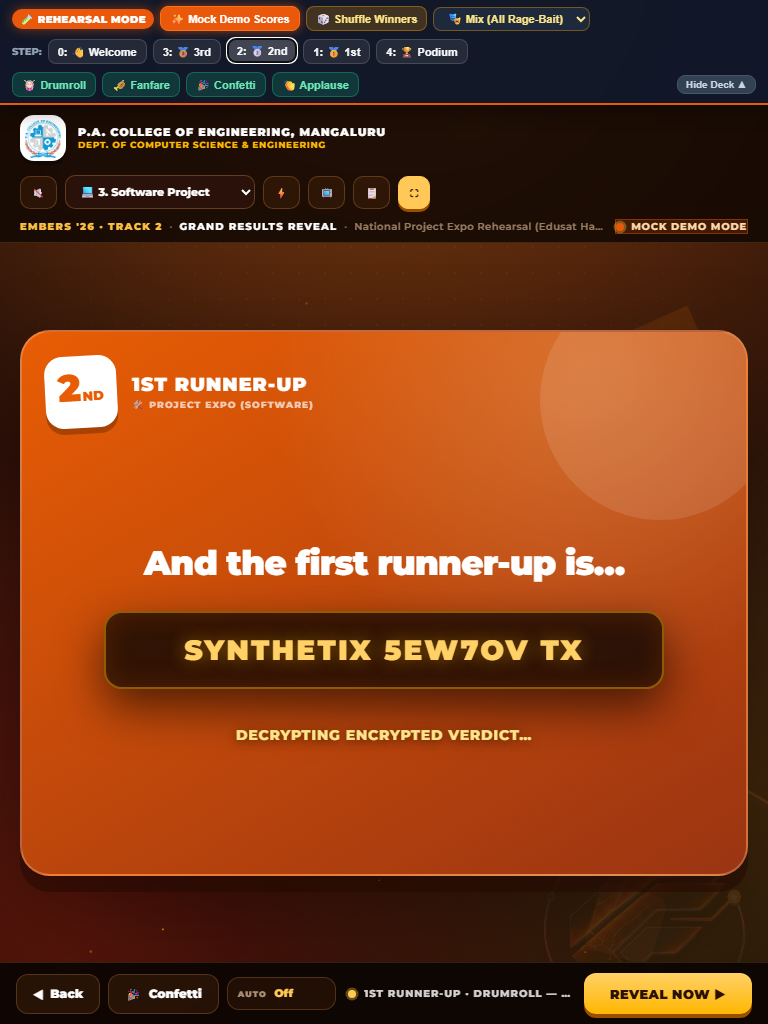 REHEARSAL MODE
Mock Demo Scores
Shuffle Winners
Mix (All Rage-Bait)
STEP:
0: Welcome
3: 3rd
2: 2nd
1: 1st
4: Podium
Drumroll
Fanfare
Confetti
Applause
Hide Deck ▲
P.A. COLLEGE OF ENGINEERING, MANGALURU
DEPT. OF COMPUTER SCIENCE & ENGINEERING
3. Software Project
EMBERS '26 • TRACK 2 · GRAND RESULTS REVEAL · National Project Expo Rehearsal (Edusat Ha...
MOCK DEMO MODE
2ND
1ST RUNNER-UP
PROJECT EXPO (SOFTWARE)
And the first runner-up is...
SYNTHETIX 5EW7OV TX
DECRYPTING ENCRYPTED VERDICT...
◀ Back
Confetti
AUTO Off
1ST RUNNER-UP · DRUMROLL — ...
REVEAL NOW ▶